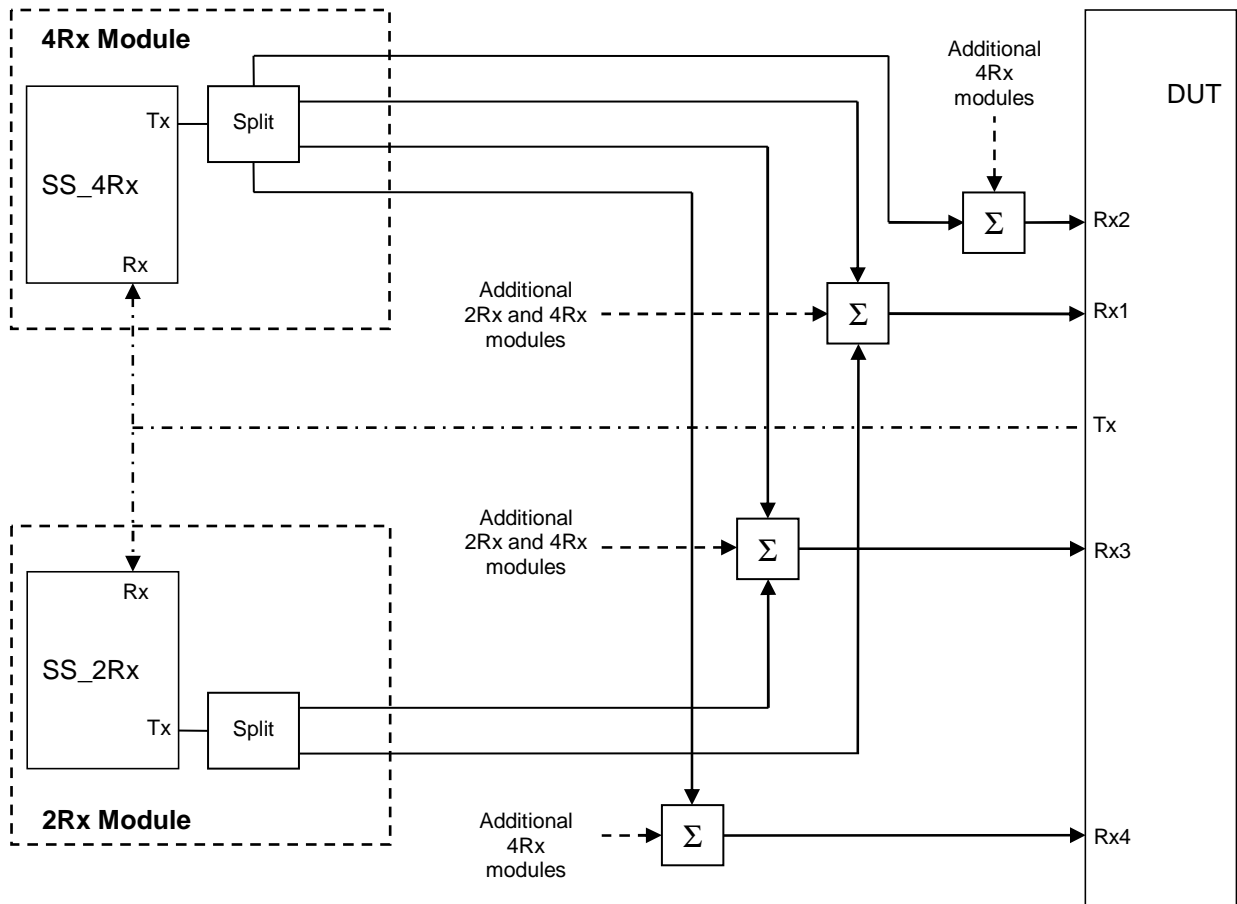 4Rx Module
Tx
Split
SS_4Rx
Rx
Additional
4Rx
modules
DUT
Σ
Rx2
Additional
2Rx and 4Rx
modules
Σ
Rx1
Tx
Additional
2Rx and 4Rx
modules
Σ
Rx3
Rx
SS_2Rx
Tx
Split
2Rx Module
Additional
4Rx
modules
Σ
Rx4